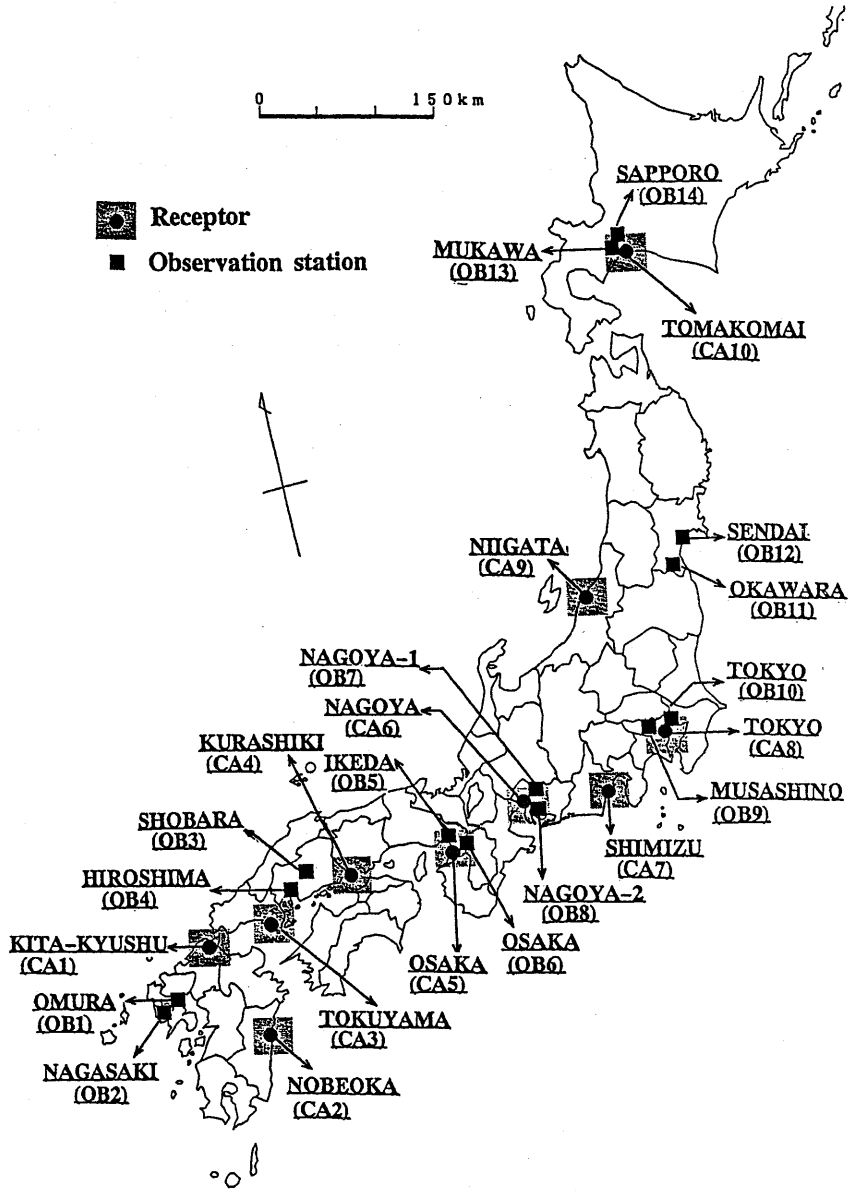 0 150km
SAPPORO
(OB14)
Receptor
Observation station
MUKAWA
(OB13)
TOMAKOMAI
(CA10)
SENDAI
(OB12)
NIIGATA
(CA9)
OKAWARA
(OB11)
NAGOYA-1
(OB7)
TOKYO
(OB10)
NAGOYA
(CA6)
TOKYO
(CA8)
KURASHIKI
(CA4)
IKEDA
(OB5)
MUSASHINO
(OB9)
SHOBARA
(OB3)
SHIMIZU
(CA7)
HIROSHIMA
(OB4)
NAGOYA-2
(OB8)
KITA-KYUSHU
(CA1)
OSAKA
(OB6)
OSAKA
(CA5)
OMURA
(OB1)
TOKUYAMA
(CA3)
NAGASAKI
(OB2)
NOBEOKA
(CA2)